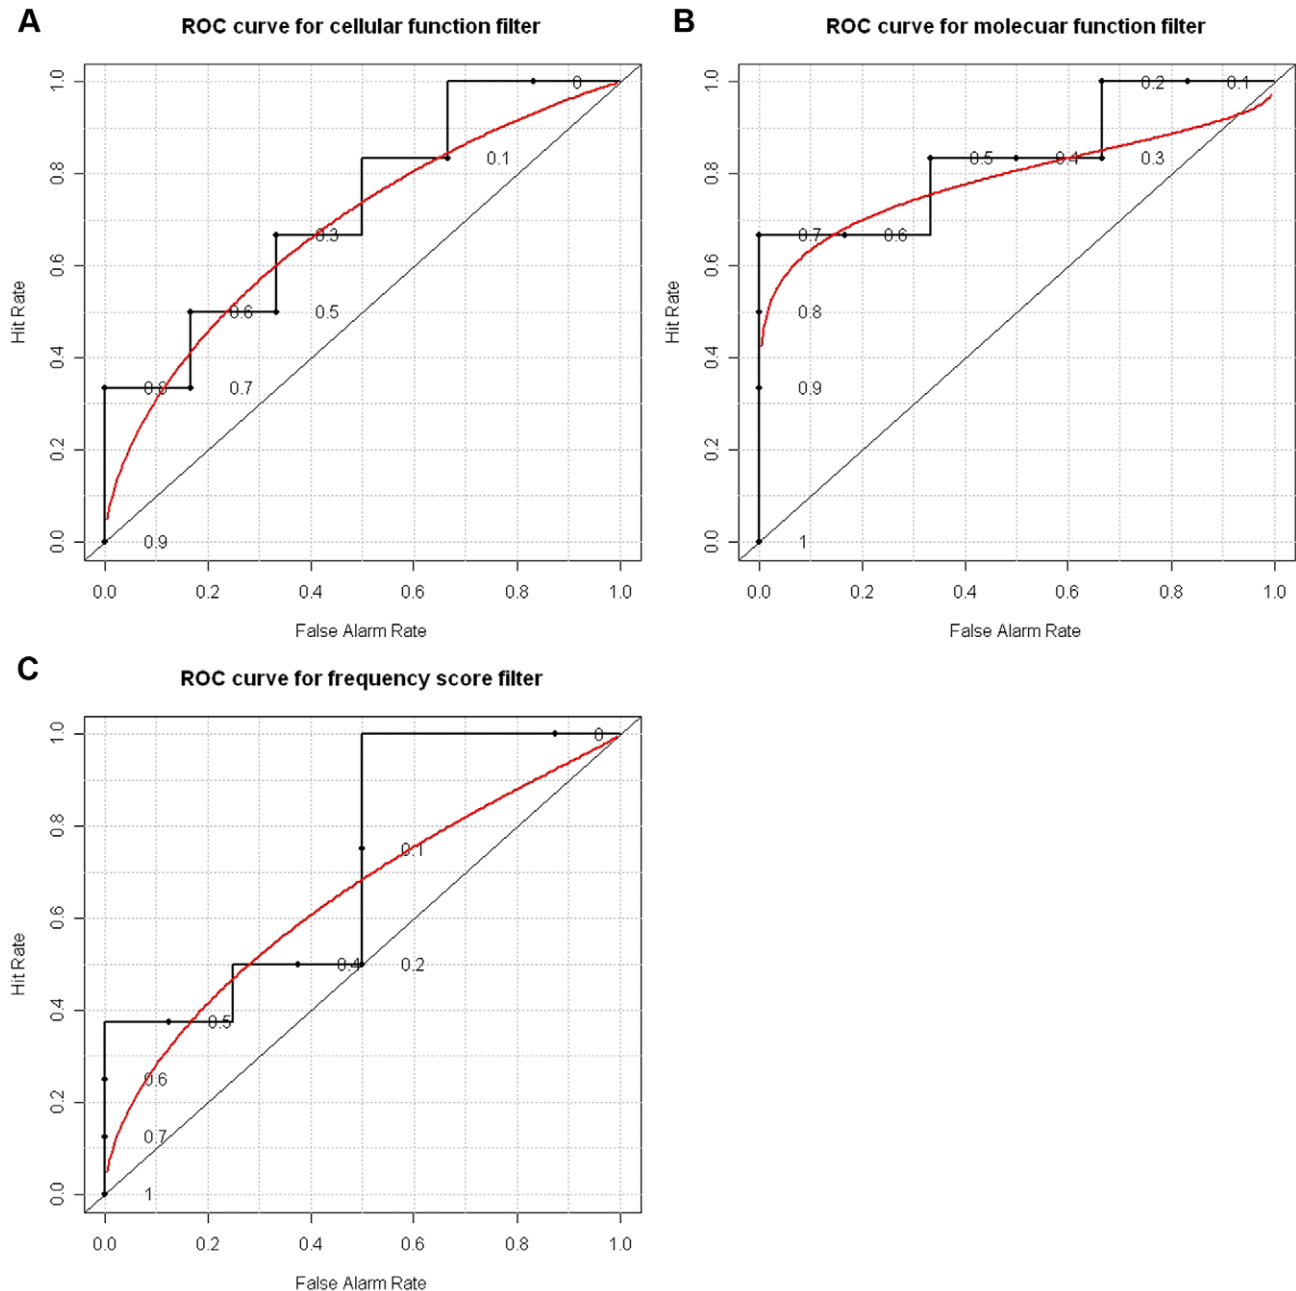 A
ROC curve for cellular function filter
1.0
0.8
0.6
0.4
0.2
0.0
Hit Rate
0
0.1
0.3
0.6
0.5
0.8
0.7
0.9
0.0 0.2 0.4 0.6 0.8 1.0
False Alarm Rate
B
ROC curve for molecuar function filter
1.0
0.8
0.6
0.4
0.2
0.0
Hit Rate
0.2 0.1
0.5 0.4 0.3
0.7 0.6
0.8
0.9
1
0.0 0.2 0.4 0.6 0.8 1.0
False Alarm Rate
C
ROC curve for frequency score filter
1.0
0.8
0.6
0.4
0.2
0.0
Hit Rate
0
0.1
0.4 0.2
0.5
0.6
0.7
1
0.0 0.2 0.4 0.6 0.8 1.0
False Alarm Rate